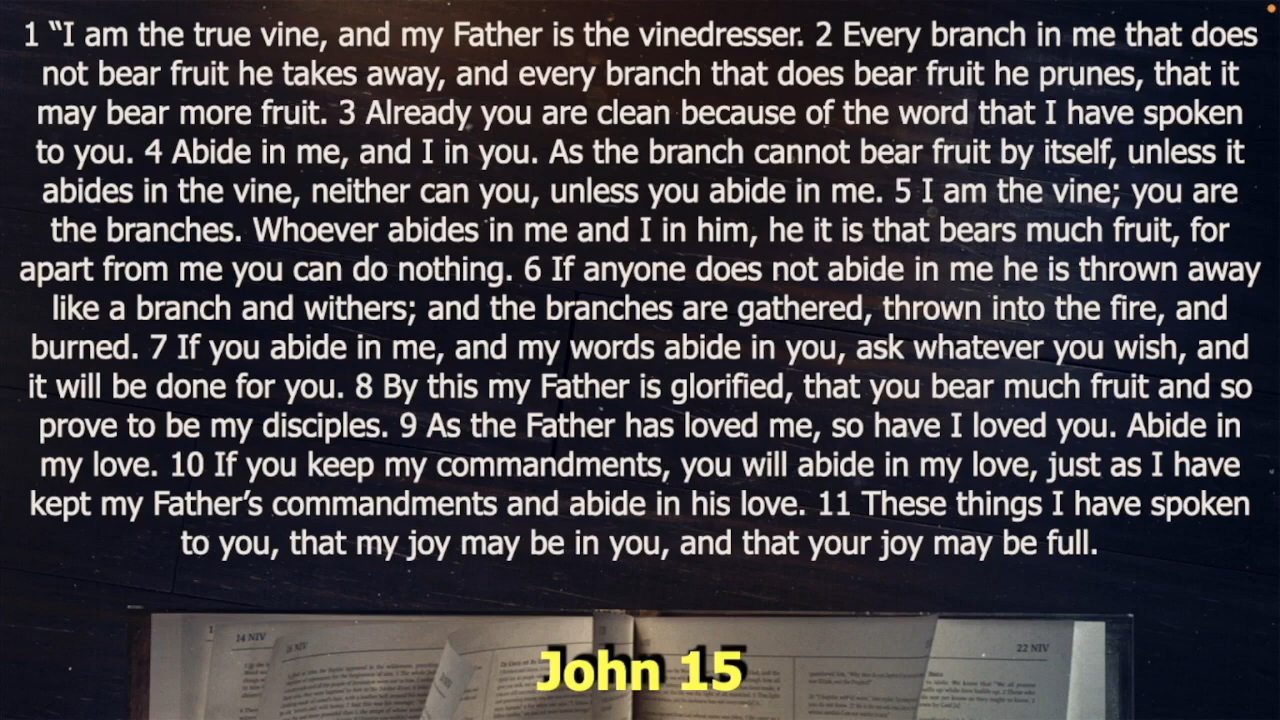 1 “I am the true vine, and my Father is the vinedresser. 2 Every branch in me that does
not bear fruit he takes away, and every branch that does bear fruit he prunes, that it
may bear more fruit. 3 Already you are clean because of the word that I have spoken
to you. 4 Abide in me, and I in you. As the branch cannot bear fruit by itself, unless it
abides in the vine, neither can you, unless you abide in me. 5 I am the vine; you are
the branches. Whoever abides in me and I in him, he it is that bears much fruit, for
apart from me you can do nothing. 6 If anyone does not abide in me he is thrown away
like a branch and withers; and the branches are gathered, thrown into the fire, and
burned. 7 If you abide in me, and my words abide in you, ask whatever you wish, and
it will be done for you. 8 By this my Father is glorified, that you bear much fruit and so
prove to be my disciples. 9 As the Father has loved me, so have I loved you. Abide in
my love. 10 If you keep my commandments, you will abide in my love, just as I have
kept my Father’s commandments and abide in his love. 11 These things I have spoken
to you, that my joy may be in you, and that your joy may be full.
14 NIV
16 NIV
22 NIV
John 15